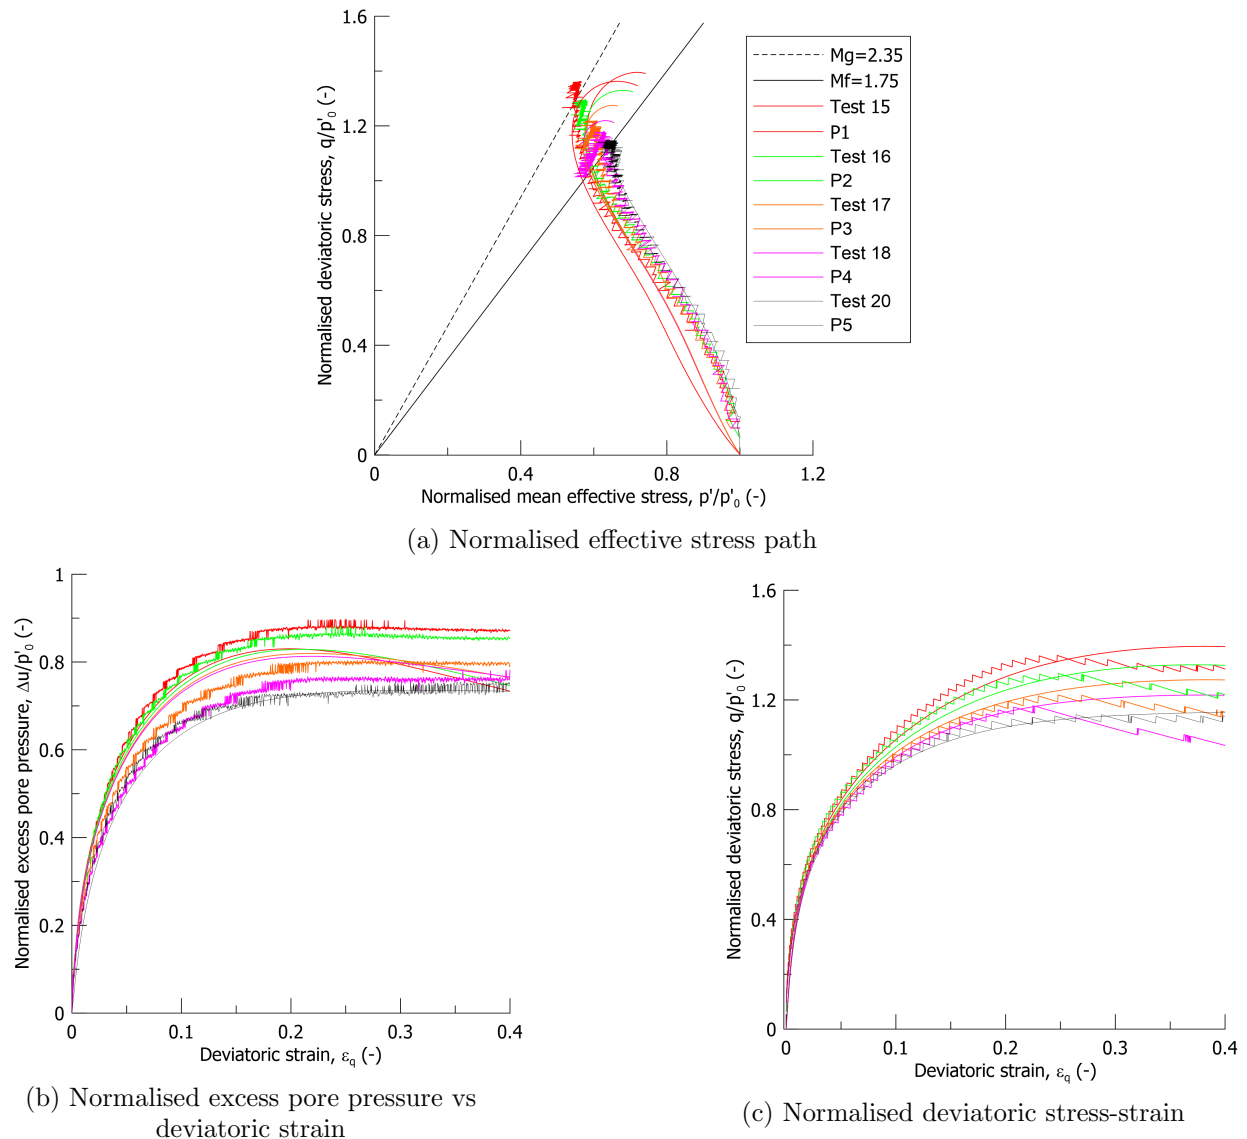 1.6
1.2
0.8
0.4
0
Normalised deviatoric stress, q/p'₀ (-)
0
0.4
0.8
1.2
Normalised mean effective stress, p'/p'₀ (-)
Mg=2.35
Mf=1.75
Test 15
P1
Test 16
P2
Test 17
P3
Test 18
P4
Test 20
P5
(a) Normalised effective stress path
1
0.8
0.6
0.4
0.2
0
Normalised excess pore pressure, Δu/p'₀ (-)
0
0.1
0.2
0.3
0.4
Deviatoric strain, ε_q (-)
(b) Normalised excess pore pressure vs
deviatoric strain
1.6
1.2
0.8
0.4
0
Normalised deviatoric stress, q/p'₀ (-)
0
0.1
0.2
0.3
0.4
Deviatoric strain, ε_q (-)
(c) Normalised deviatoric stress-strain